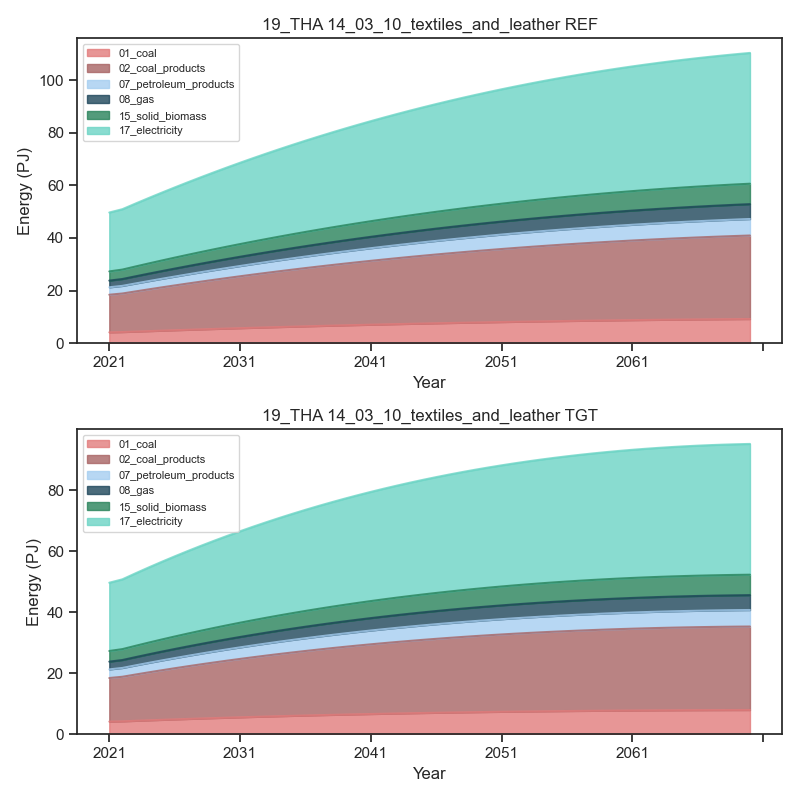 19_THA 14_03_10_textiles_and_leather REF
Energy (PJ)
100
80
60
40
20
0
01_coal
02_coal_products
07_petroleum_products
08_gas
15_solid_biomass
17_electricity
2021 2031 2041 2051 2061
Year
19_THA 14_03_10_textiles_and_leather TGT
Energy (PJ)
80
60
40
20
0
01_coal
02_coal_products
07_petroleum_products
08_gas
15_solid_biomass
17_electricity
2021 2031 2041 2051 2061
Year